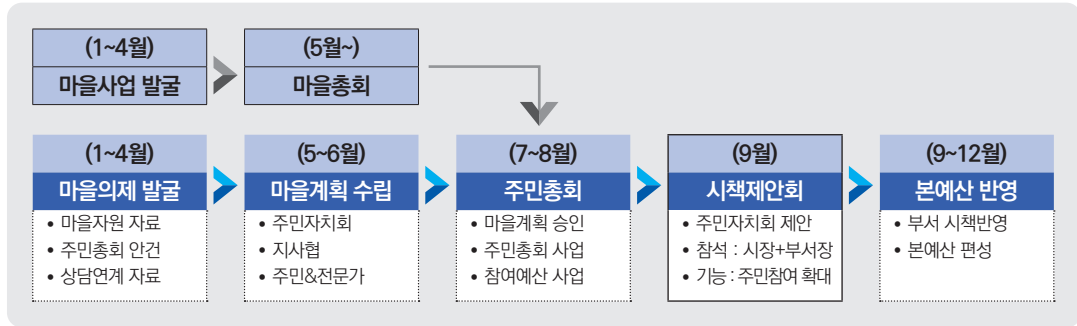 (1~4월)
마을사업 발굴
(5월~)
마을총회
(1~4월)
마을의제 발굴
• 마을자원 자료
• 주민총회 안건
• 상담연계 자료
(5~6월)
마을계획 수립
• 주민자치회
• 지사협
• 주민&전문가
(7~8월)
주민총회
• 마을계획 승인
• 주민총회 사업
• 참여예산 사업
(9월)
시책제안회
• 주민자치회 제안
• 참석 : 시장+부서장
• 기능 : 주민참여 확대
(9~12월)
본예산 반영
• 부서 시책반영
• 본예산 편성